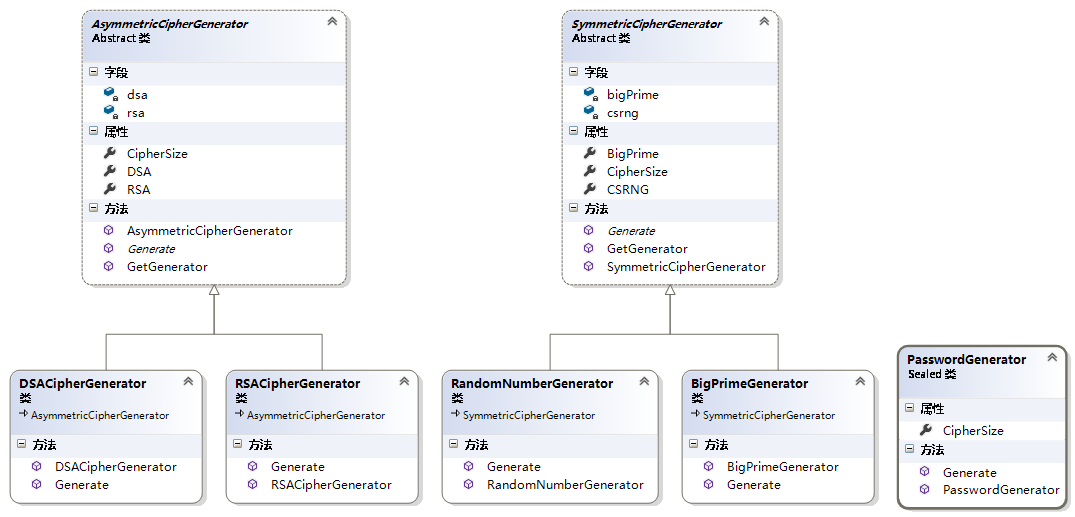 AsymmetricCipherGenerator
Abstract 类
字段
dsa
rsa
属性
CipherSize
DSA
RSA
方法
AsymmetricCipherGenerator
Generate
GetGenerator
SymmetricCipherGenerator
Abstract 类
字段
bigPrime
csrng
属性
BigPrime
CipherSize
CSRNG
方法
Generate
GetGenerator
SymmetricCipherGenerator
DSACipherGenerator
类
AsymmetricCipherGenerator
方法
DSACipherGenerator
Generate
RSACipherGenerator
类
AsymmetricCipherGenerator
方法
Generate
RSACipherGenerator
RandomNumberGenerator
类
SymmetricCipherGenerator
方法
Generate
RandomNumberGenerator
BigPrimeGenerator
类
SymmetricCipherGenerator
方法
BigPrimeGenerator
Generate
PasswordGenerator
Sealed 类
属性
CipherSize
方法
Generate
PasswordGenerator